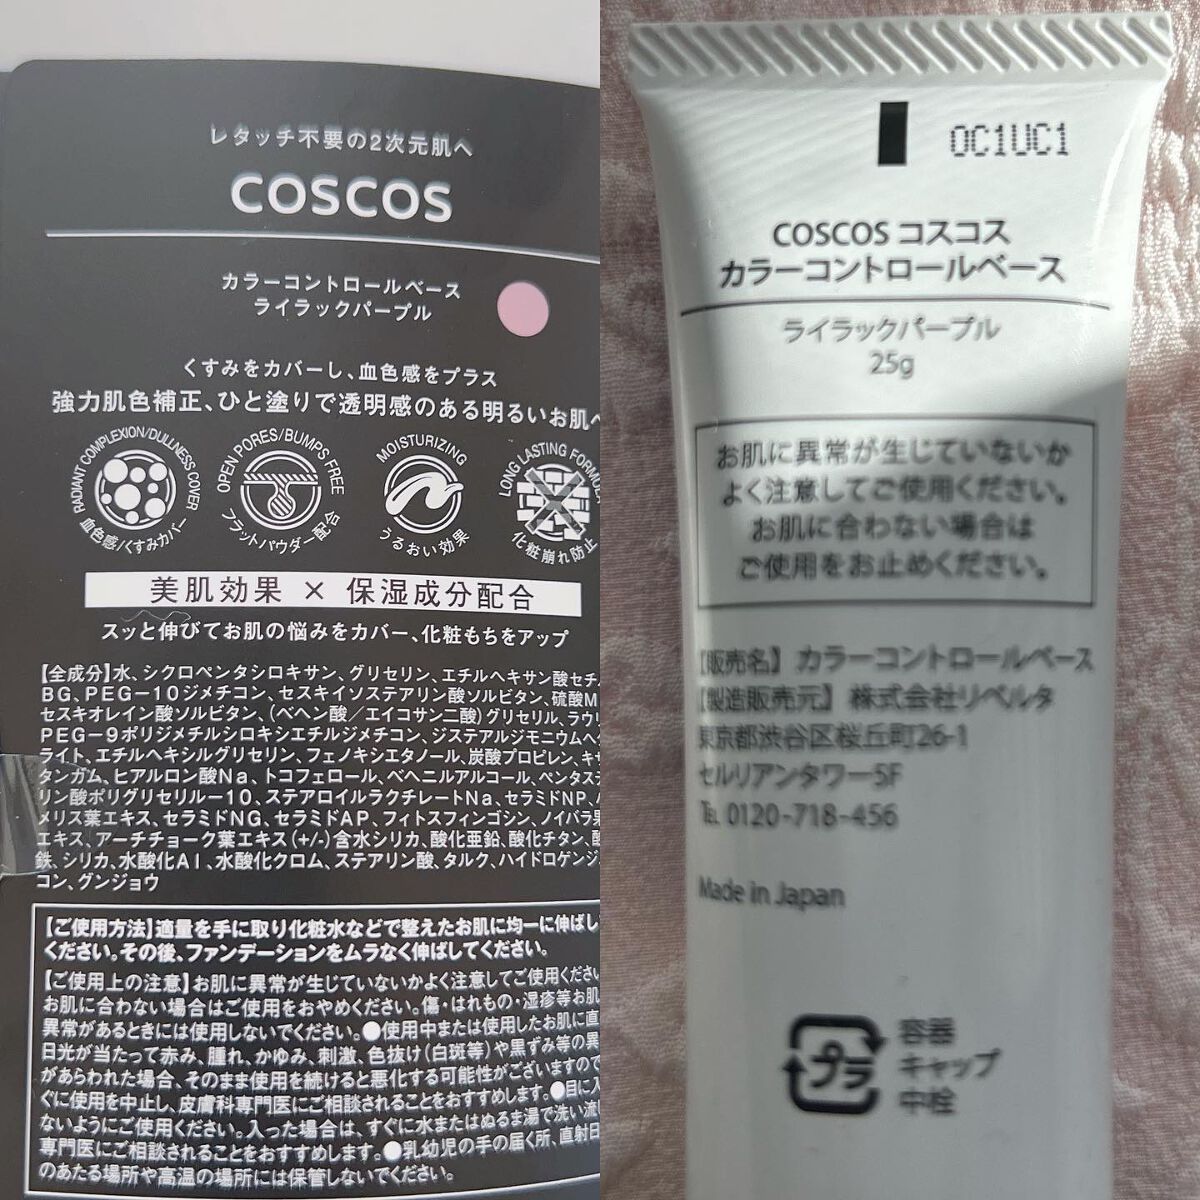 レタッチ不要の2次元肌へ
COSCOS
カラーコントロールベース
ライラックパープル
くすみをカバーし、血色感をプラス
強力肌色補正、ひと塗りで透明感のある明るいお肌へ
RADIANT COMPLEXION/DULLNESS COVER
血色感/くすみカバー
OPEN PORES/BUMPS FREE
フラットパウダー配合
MOISTURIZING
うるおい効果
LONG LASTING FORMULA
化粧崩れ防止
美肌効果 × 保湿成分配合
スッと伸びてお肌の悩みをカバー、化粧もちをアップ
【全成分】水、シクロペンタシロキサン、グリセリン、エチルヘキサン酸セチ
BG、PEG-10ジメチコン、セスキイソステアリン酸ソルビタン、硫酸M
セスキオレイン酸ソルビタン、(ベヘン酸/エイコサン二酸)グリセリル、ラウリ
PEG-9ポリジメチルシロキシエチルジメチコン、ジステアルジモニウムヘ
ライト、エチルヘキシルグリセリン、フェノキシエタノール、炭酸プロピレン、キサ
タンガム、ヒアルロン酸Na、トコフェロール、ベヘニルアルコール、ペンタステ
リン酸ポリグリセリル-10、ステアロイルラクチレートNa、セラミドNP、
メリス葉エキス、セラミドNG、セラミドAP、フィトスフィンゴシン、ノイバラ果
エキス、アーチチョーク葉エキス(+/-)含水シリカ、酸化亜鉛、酸化チタン、酸
鉄、シリカ、水酸化Al、水酸化クロム、ステアリン酸、タルク、ハイドロゲンジ
コン、グンジョウ
【ご使用方法】適量を手に取り化粧水などで整えたお肌に均一に伸ばし
ください。その後、ファンデーションをムラなく伸ばしてください。
【ご使用上の注意】お肌に異常が生じていないかよく注意してご使用ください
お肌に合わない場合はご使用をおやめください。傷・はれもの・湿疹等お肌
異常があるときには使用しないでください。●使用中または使用したお肌に直
日光が当たって赤み、腫れ、かゆみ、刺激、色抜け(白斑等)や黒ずみ等の異
があらわれた場合、そのまま使用を続けると悪化する可能性がございますので
ぐに使用を中止し、皮膚科専門医にご相談されることをおすすめします。●目に入
ないようにご使用ください。入った場合は、すぐに水またはぬるま湯で洗い流
専門医にご相談されることをおすすめします。●乳幼児の手の届く所、直射日
のあたる場所や高温の場所には保管しないでください。
OC1UC1
COSCOS コスコス
カラーコントロールベース
ライラックパープル
25g
お肌に異常が生じていないか
よく注意してご使用ください。
お肌に合わない場合は
ご使用をお止めください。
【販売名】カラーコントロールベース
【製造販売元】株式会社リベルタ
東京都渋谷区桜丘町26-1
セルリアンタワー5F
TEL 0120-718-456
Made in Japan
プラ
容器
キャップ
中栓